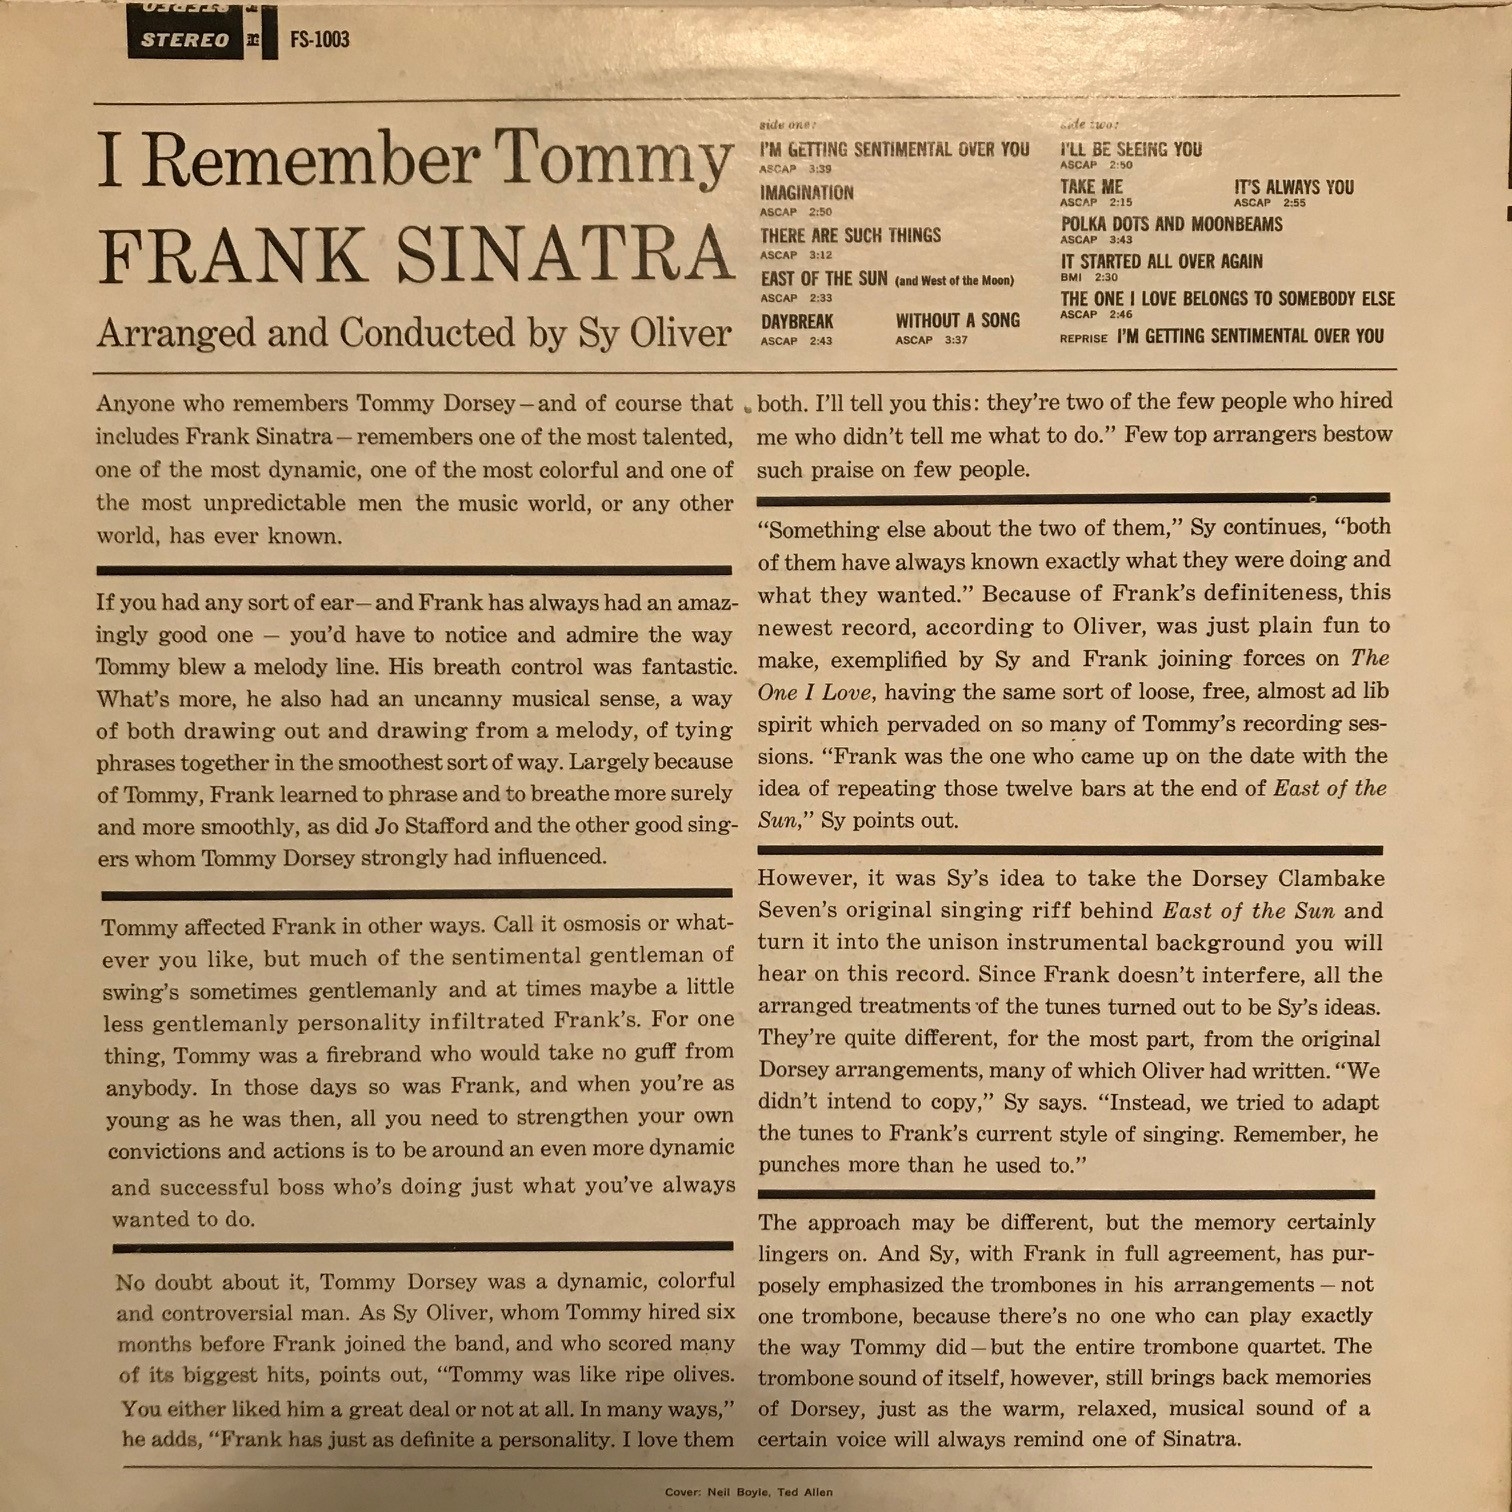 STEREO
STEREO FS-1003
I Remember Tommy
FRANK SINATRA
Arranged and Conducted by Sy Oliver
side one:
I'M GETTING SENTIMENTAL OVER YOU
ASCAP 3:39
IMAGINATION
ASCAP 2:50
THERE ARE SUCH THINGS
ASCAP 3:12
EAST OF THE SUN (and West of the Moon)
ASCAP 2:33
DAYBREAK WITHOUT A SONG
ASCAP 2:43 ASCAP 3:37
side two:
I'LL BE SEEING YOU
ASCAP 2:50
TAKE ME IT'S ALWAYS YOU
ASCAP 2:15 ASCAP 2:55
POLKA DOTS AND MOONBEAMS
ASCAP 3:43
IT STARTED ALL OVER AGAIN
BMI 2:30
THE ONE I LOVE BELONGS TO SOMEBODY ELSE
ASCAP 2:46
REPRISE I'M GETTING SENTIMENTAL OVER YOU
Anyone who remembers Tommy Dorsey—and of course that
includes Frank Sinatra—remembers one of the most talented,
one of the most dynamic, one of the most colorful and one of
the most unpredictable men the music world, or any other
world, has ever known.
If you had any sort of ear—and Frank has always had an amaz-
ingly good one — you'd have to notice and admire the way
Tommy blew a melody line. His breath control was fantastic.
What's more, he also had an uncanny musical sense, a way
of both drawing out and drawing from a melody, of tying
phrases together in the smoothest sort of way. Largely because
of Tommy, Frank learned to phrase and to breathe more surely
and more smoothly, as did Jo Stafford and the other good sing-
ers whom Tommy Dorsey strongly had influenced.
Tommy affected Frank in other ways. Call it osmosis or what-
ever you like, but much of the sentimental gentleman of
swing's sometimes gentlemanly and at times maybe a little
less gentlemanly personality infiltrated Frank's. For one
thing, Tommy was a firebrand who would take no guff from
anybody. In those days so was Frank, and when you're as
young as he was then, all you need to strengthen your own
convictions and actions is to be around an even more dynamic
and successful boss who's doing just what you've always
wanted to do.
No doubt about it, Tommy Dorsey was a dynamic, colorful
and controversial man. As Sy Oliver, whom Tommy hired six
months before Frank joined the band, and who scored many
of its biggest hits, points out, “Tommy was like ripe olives.
You either liked him a great deal or not at all. In many ways,”
he adds, “Frank has just as definite a personality. I love them
both. I'll tell you this: they're two of the few people who hired
me who didn't tell me what to do.” Few top arrangers bestow
such praise on few people.
“Something else about the two of them,” Sy continues, “both
of them have always known exactly what they were doing and
what they wanted.” Because of Frank's definiteness, this
newest record, according to Oliver, was just plain fun to
make, exemplified by Sy and Frank joining forces on The
One I Love, having the same sort of loose, free, almost ad lib
spirit which pervaded on so many of Tommy's recording ses-
sions. “Frank was the one who came up on the date with the
idea of repeating those twelve bars at the end of East of the
Sun,” Sy points out.
However, it was Sy's idea to take the Dorsey Clambake
Seven's original singing riff behind East of the Sun and
turn it into the unison instrumental background you will
hear on this record. Since Frank doesn't interfere, all the
arranged treatments of the tunes turned out to be Sy's ideas.
They're quite different, for the most part, from the original
Dorsey arrangements, many of which Oliver had written. “We
didn't intend to copy,” Sy says. “Instead, we tried to adapt
the tunes to Frank's current style of singing. Remember, he
punches more than he used to.”
The approach may be different, but the memory certainly
lingers on. And Sy, with Frank in full agreement, has pur-
posely emphasized the trombones in his arrangements — not
one trombone, because there's no one who can play exactly
the way Tommy did—but the entire trombone quartet. The
trombone sound of itself, however, still brings back memories
of Dorsey, just as the warm, relaxed, musical sound of a
certain voice will always remind one of Sinatra.
Cover: Neil Boyle, Ted Allen